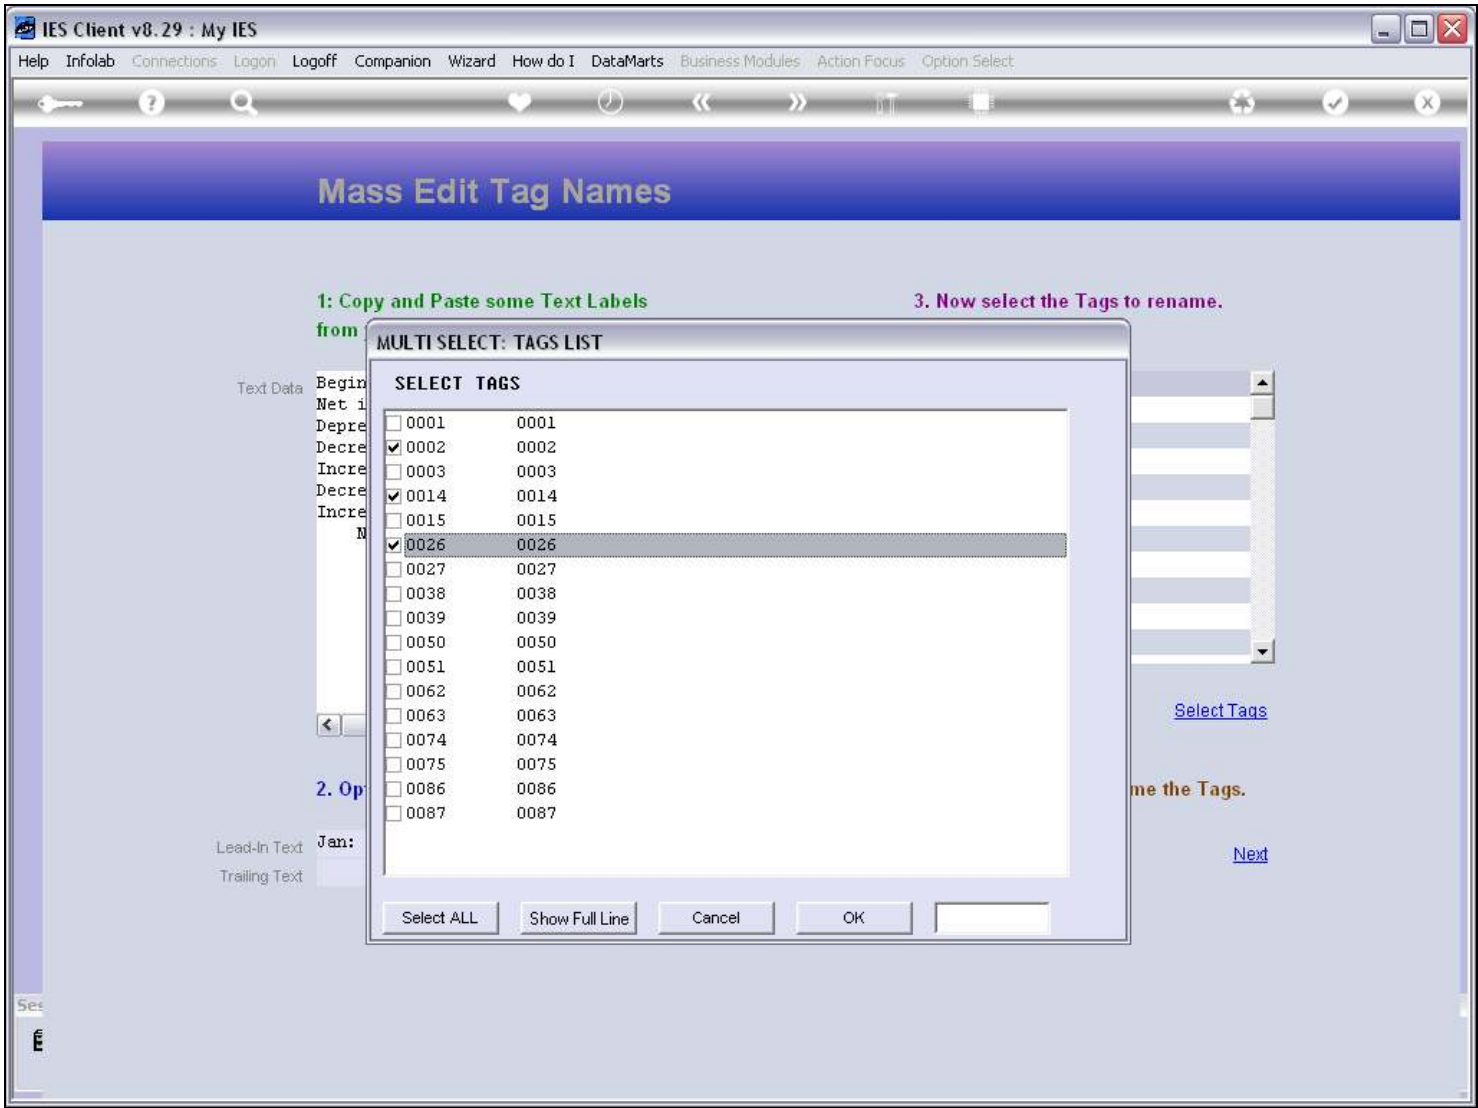 IES Client v8.29 : My IES
Help Infolab Connections Logon Logoff Companion Wizard How do I DataMarts Business Modules Action Focus Option Select
Mass Edit Tag Names
1: Copy and Paste some Text Labels
from
3. Now select the Tags to rename.
MULTI SELECT: TAGS LIST
SELECT TAGS
Text Data
Begin
Net i
Depre
Decre
Incre
Decre
Incre
N
0001 0001
0002 0002
0003 0003
0014 0014
0015 0015
0026 0026
0027 0027
0038 0038
0039 0039
0050 0050
0051 0051
0062 0062
0063 0063
0074 0074
0075 0075
0086 0086
0087 0087
Select Tags
2. Op
me the Tags.
Lead-In Text Jan:
Trailing Text
Next
Select ALL Show Full Line Cancel OK
Ses